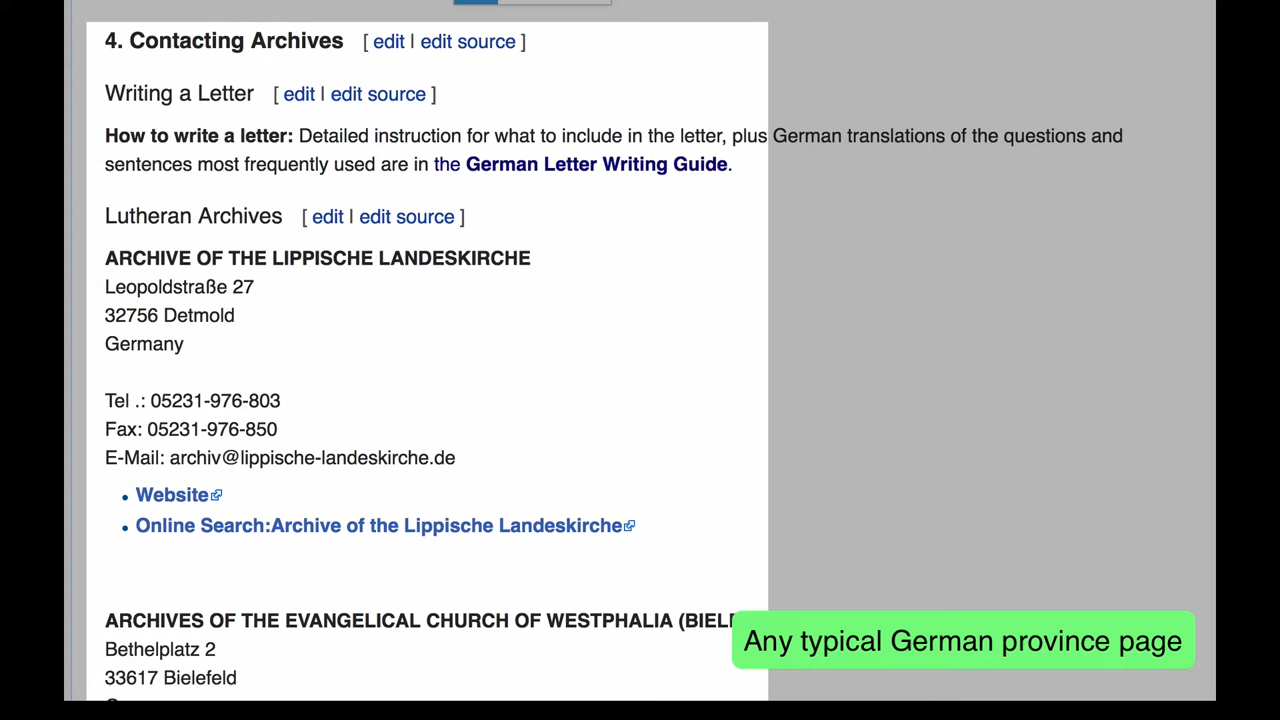 4. Contacting Archives [ edit | edit source ]
Writing a Letter [ edit | edit source ]
How to write a letter: Detailed instruction for what to include in the letter, plus German translations of the questions and
sentences most frequently used are in the German Letter Writing Guide.
Lutheran Archives [ edit | edit source ]
ARCHIVE OF THE LIPPISCHE LANDESKIRCHE
Leopoldstraße 27
32756 Detmold
Germany
Tel .: 05231-976-803
Fax: 05231-976-850
E-Mail: archiv@lippische-landeskirche.de
• Website
• Online Search:Archive of the Lippische Landeskirche
ARCHIVES OF THE EVANGELICAL CHURCH OF WESTPHALIA
Any typical German province page
Bethelplatz 2
33617 Bielefeld